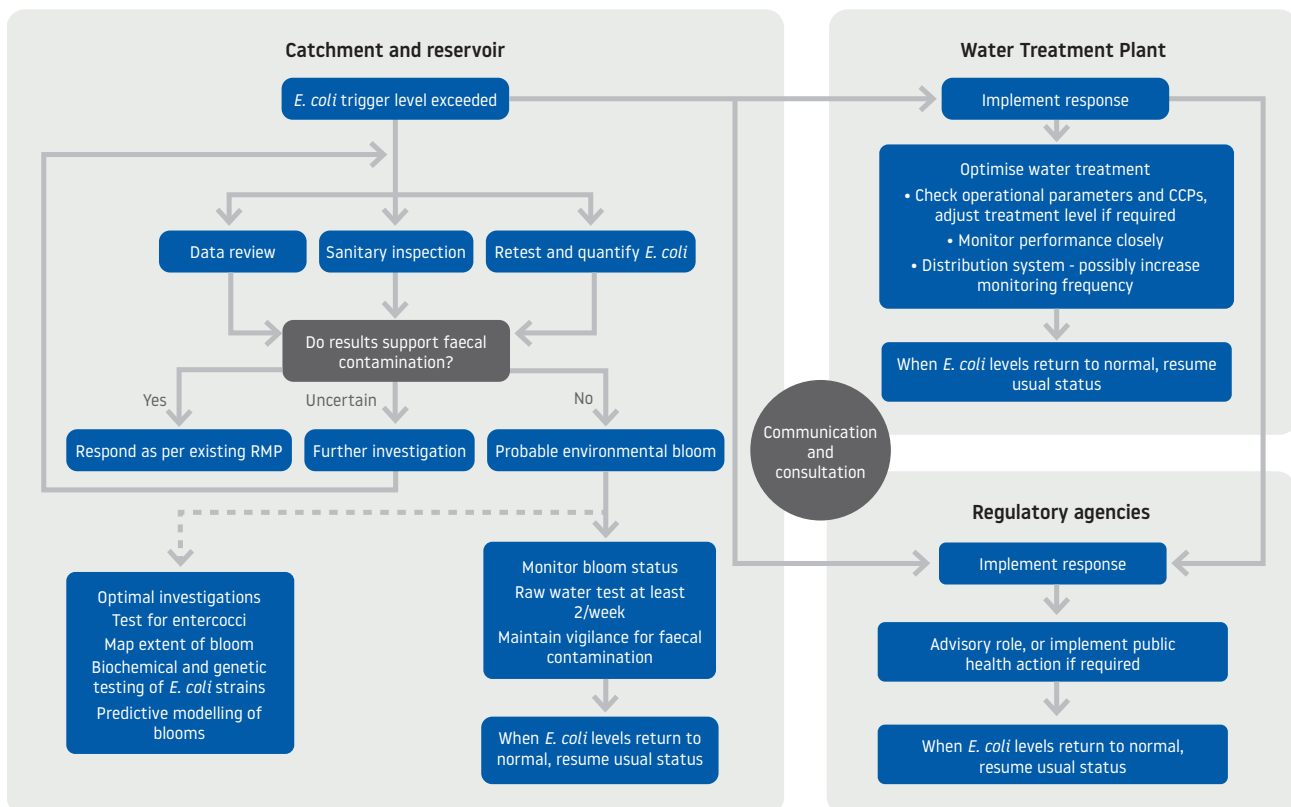 Catchment and reservoir
E. coli trigger level exceeded
Data review
Sanitary inspection
Retest and quantify E. coli
Do results support faecal
contamination?
Yes
Uncertain
No
Respond as per existing RMP
Further investigation
Probable environmental bloom
Optimal investigations
Test for entercocci
Map extent of bloom
Biochemical and genetic
testing of E. coli strains
Predictive modelling of
blooms
Monitor bloom status
Raw water test at least
2/week
Maintain vigilance for faecal
contamination
When E. coli levels return to
normal, resume usual status
Communication
and
consultation
Water Treatment Plant
Implement response
Optimise water treatment
• Check operational parameters and CCPs,
adjust treatment level if required
• Monitor performance closely
• Distribution system - possibly increase
monitoring frequency
When E. coli levels return to normal, resume
usual status
Regulatory agencies
Implement response
Advisory role, or implement public
health action if required
When E. coli levels return to normal,
resume usual status